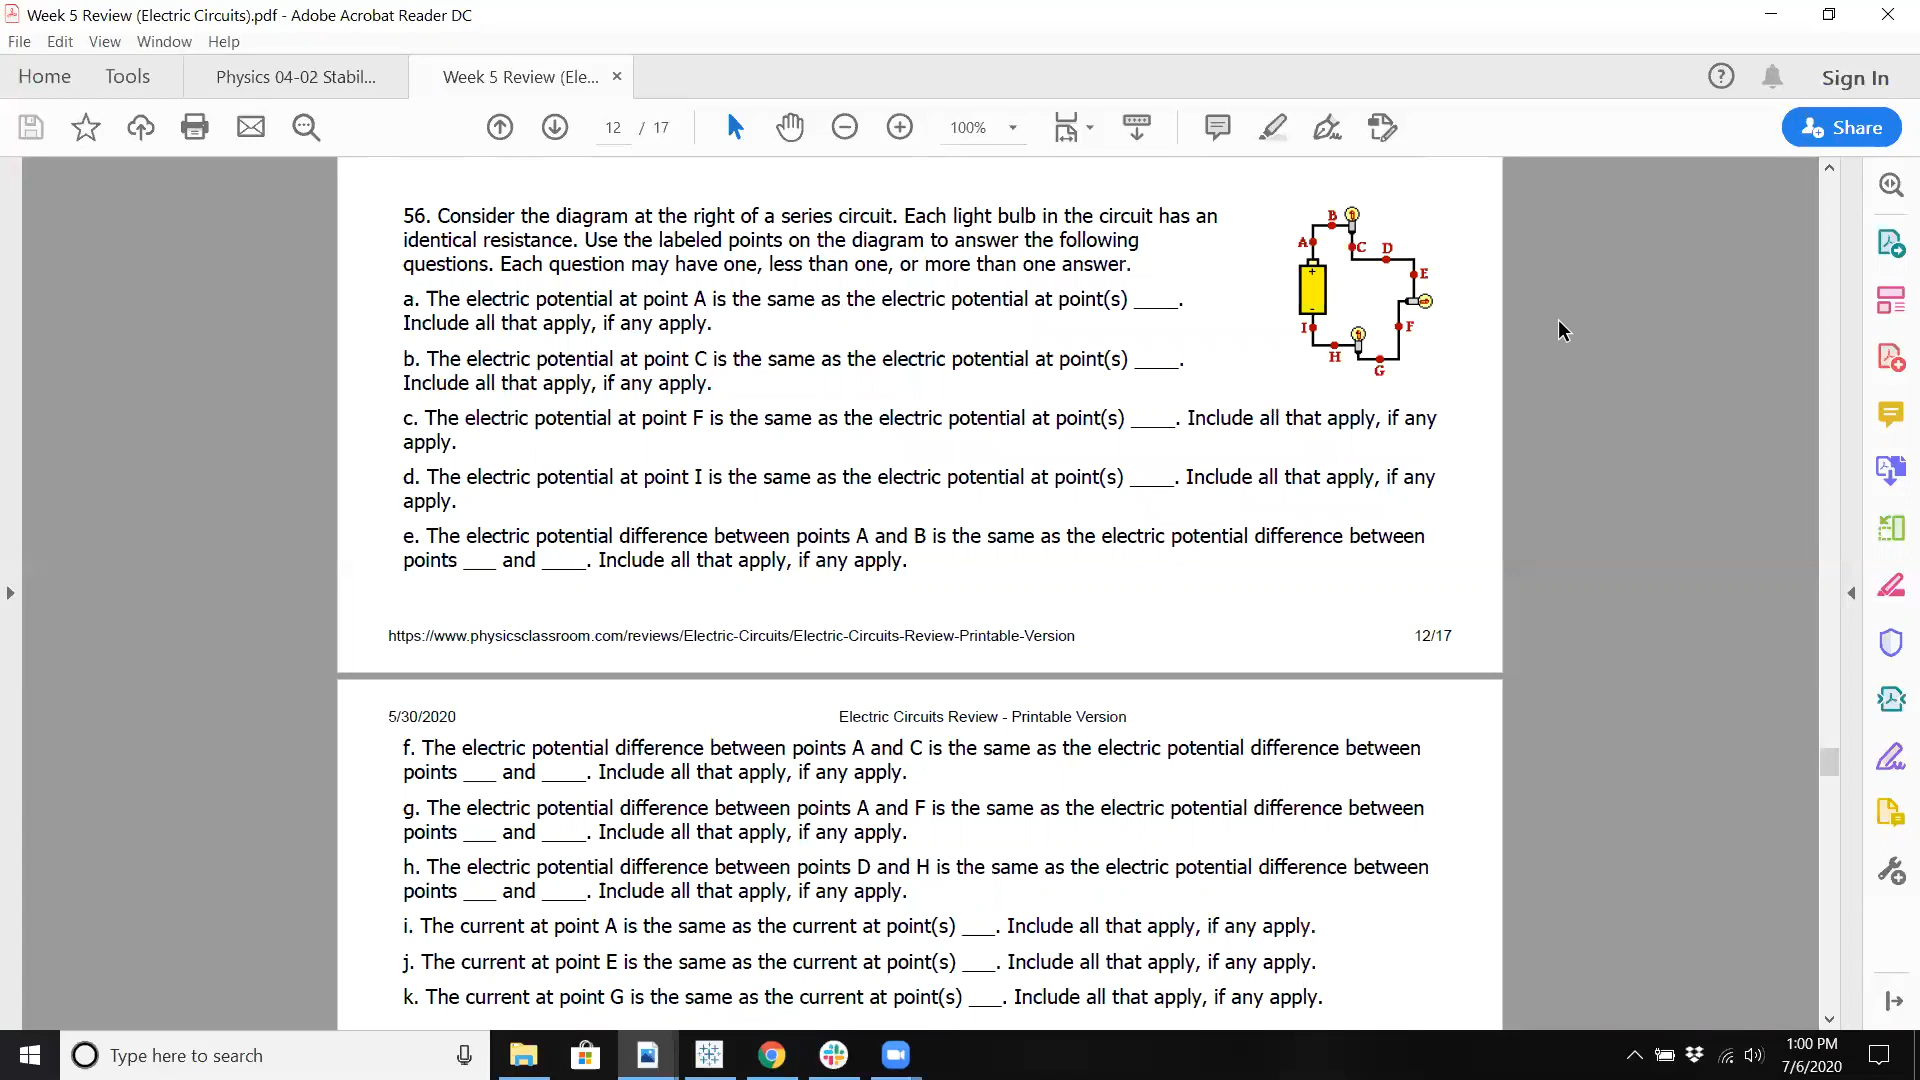 Week 5 Review (Electric Circuits).pdf - Adobe Acrobat Reader DC
File Edit View Window Help
Home Tools Physics 04-02 Stabil... Week 5 Review (Ele... ×
Sign In
12 / 17
100%
Share
56. Consider the diagram at the right of a series circuit. Each light bulb in the circuit has an
identical resistance. Use the labeled points on the diagram to answer the following
questions. Each question may have one, less than one, or more than one answer.
B
A
C
D
E
+
-
I
F
H
G
a. The electric potential at point A is the same as the electric potential at point(s) ____.
Include all that apply, if any apply.
b. The electric potential at point C is the same as the electric potential at point(s) ____.
Include all that apply, if any apply.
c. The electric potential at point F is the same as the electric potential at point(s) ____. Include all that apply, if any
apply.
d. The electric potential at point I is the same as the electric potential at point(s) ____. Include all that apply, if any
apply.
e. The electric potential difference between points A and B is the same as the electric potential difference between
points ___ and ____. Include all that apply, if any apply.
https://www.physicsclassroom.com/reviews/Electric-Circuits/Electric-Circuits-Review-Printable-Version 12/17
5/30/2020 Electric Circuits Review - Printable Version
f. The electric potential difference between points A and C is the same as the electric potential difference between
points ___ and ____. Include all that apply, if any apply.
g. The electric potential difference between points A and F is the same as the electric potential difference between
points ___ and ____. Include all that apply, if any apply.
h. The electric potential difference between points D and H is the same as the electric potential difference between
points ___ and ____. Include all that apply, if any apply.
i. The current at point A is the same as the current at point(s) ___. Include all that apply, if any apply.
j. The current at point E is the same as the current at point(s) ___. Include all that apply, if any apply.
k. The current at point G is the same as the current at point(s) ___. Include all that apply, if any apply.
Type here to search
1:00 PM
7/6/2020